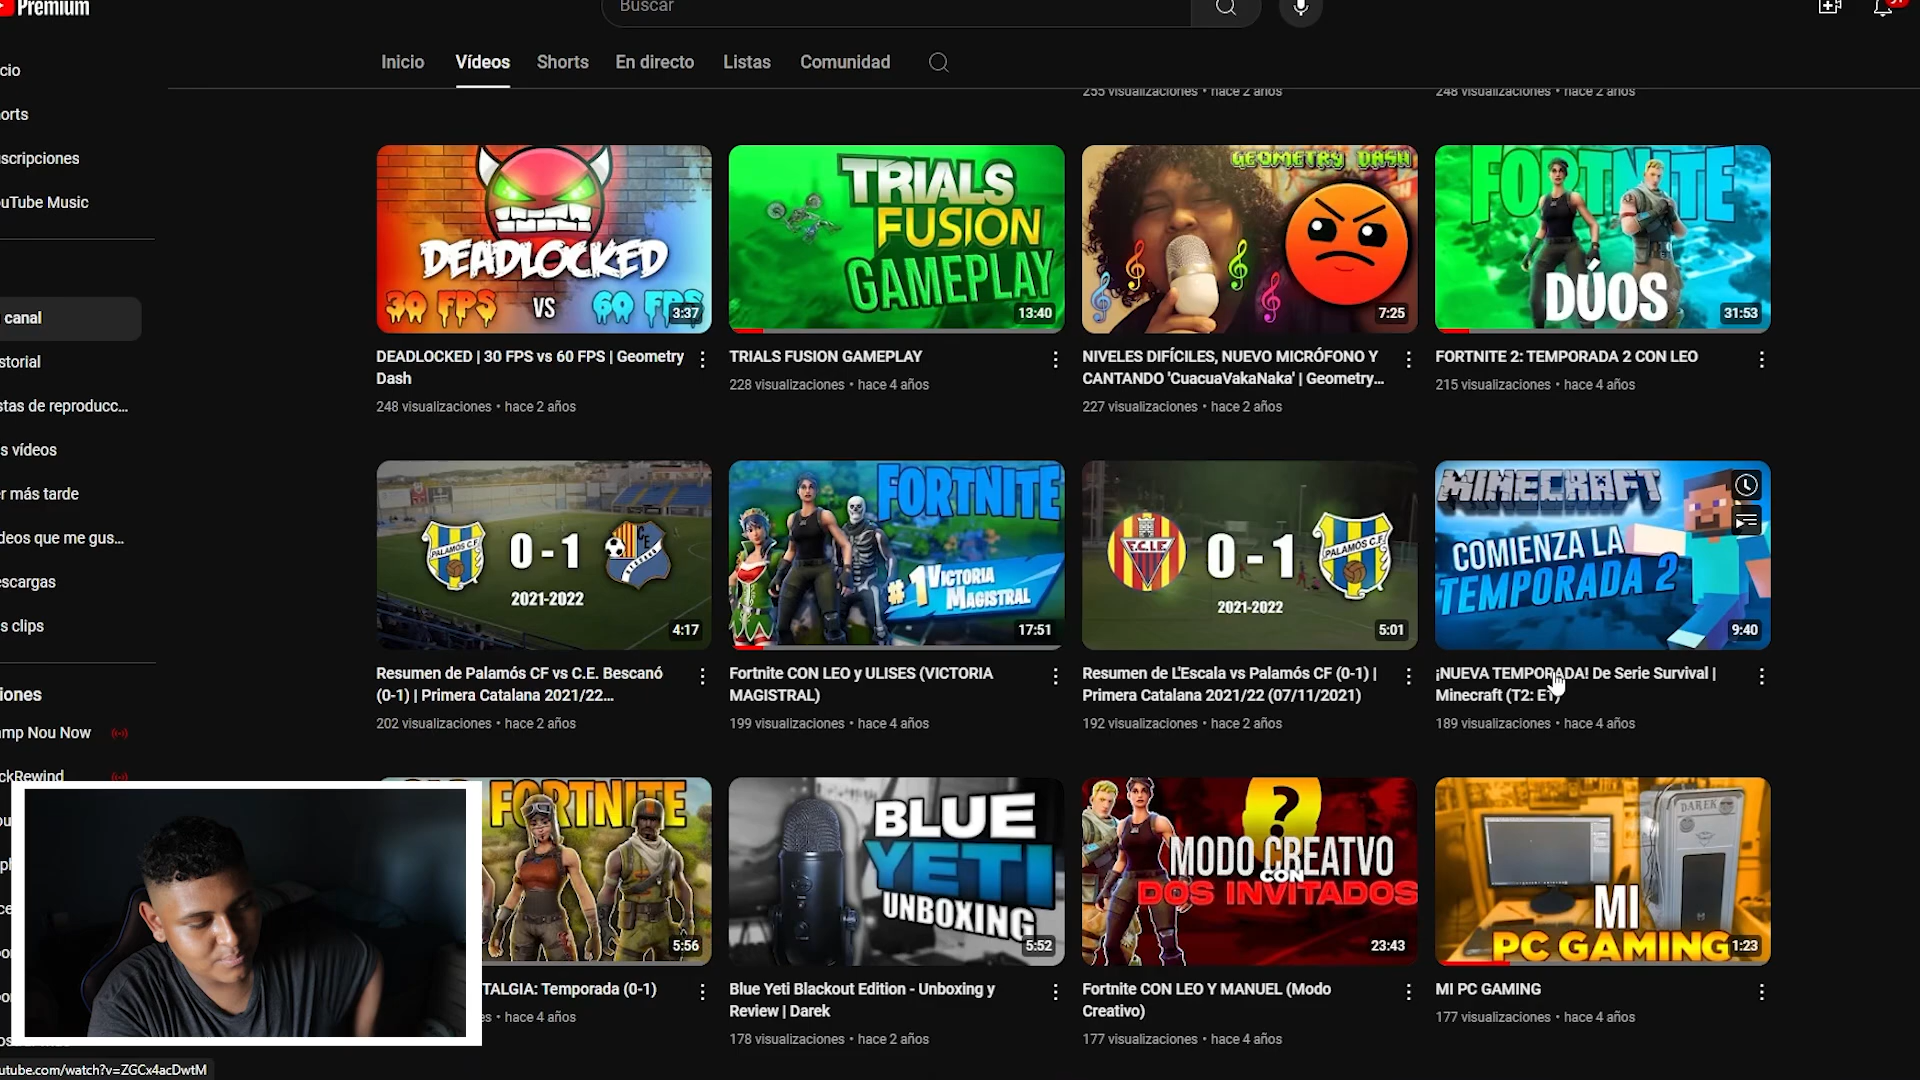 Premium
Buscar
9+
Inicio
Vídeos
Shorts
En directo
Listas
Comunidad
cio
orts
scripciones
uTube Music
canal
storial
stas de reproducc...
s vídeos
r más tarde
deos que me gus...
escargas
s clips
iones
mp Nou Now
ckRewind
255 visualizaciones • hace 2 años
248 visualizaciones • hace 2 años
DEADLOCKED
30 FPS VS 60 FPS
3:37
DEADLOCKED | 30 FPS vs 60 FPS | Geometry
Dash
248 visualizaciones • hace 2 años
TRIALS
FUSION
GAMEPLAY
13:40
TRIALS FUSION GAMEPLAY
228 visualizaciones • hace 4 años
GEOMETRY DASH
7:25
NIVELES DIFÍCILES, NUEVO MICRÓFONO Y
CANTANDO 'CuacuaVakaNaka' | Geometry...
227 visualizaciones • hace 2 años
FORTNITE
DÚOS
31:53
FORTNITE 2: TEMPORADA 2 CON LEO
215 visualizaciones • hace 4 años
PALAMÓS C.F.
0 - 1
2021-2022
4:17
Resumen de Palamós CF vs C.E. Bescanó
(0-1) | Primera Catalana 2021/22...
202 visualizaciones • hace 2 años
FORTNITE
#1 VICTORIA
MAGISTRAL
17:51
Fortnite CON LEO y ULISES (VICTORIA
MAGISTRAL)
199 visualizaciones • hace 4 años
F.C.L.E.
0 - 1
PALAMÓS C.F.
2021-2022
5:01
Resumen de L'Escala vs Palamós CF (0-1) |
Primera Catalana 2021/22 (07/11/2021)
192 visualizaciones • hace 2 años
MINECRAFT
COMIENZA LA
TEMPORADA 2
9:40
¡NUEVA TEMPORADA! De Serie Survival |
Minecraft (T2: E1)
189 visualizaciones • hace 4 años
FORTNITE
5:56
TALGIA: Temporada (0-1)
es • hace 4 años
BLUE
YETI
UNBOXING
5:52
Blue Yeti Blackout Edition - Unboxing y
Review | Darek
178 visualizaciones • hace 2 años
?
MODO CREATVO
CON
DOS INVITADOS
23:43
Fortnite CON LEO Y MANUEL (Modo
Creativo)
177 visualizaciones • hace 4 años
DAREK
MI
PC GAMING
1:23
MI PC GAMING
177 visualizaciones • hace 4 años
utube.com/watch?v=ZGCx4acDwtM